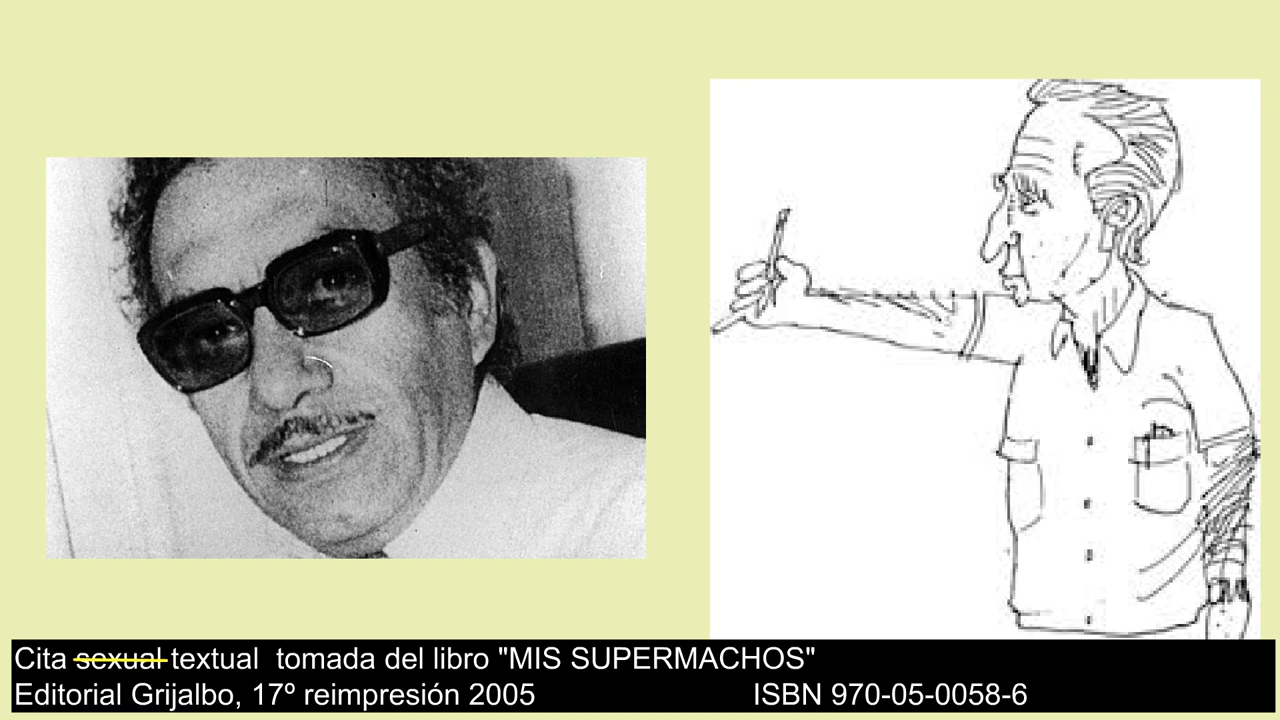 Cita sexual textual tomada del libro "MIS SUPERMACHOS"
Editorial Grijalbo, 17º reimpresión 2005 ISBN 970-05-0058-6